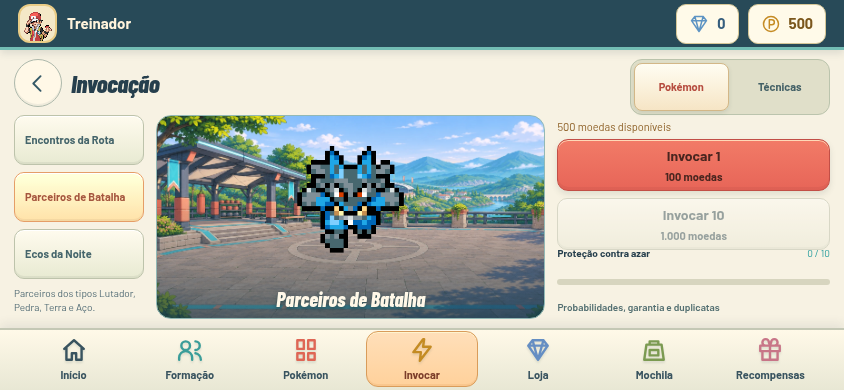 Treinador
0
500
Invocação
Pokémon
Técnicas
Encontros da Rota
Parceiros de Batalha
Ecos da Noite
Parceiros dos tipos Lutador,
Pedra, Terra e Aço.
Parceiros de Batalha
500 moedas disponíveis
Invocar 1
100 moedas
Invocar 10
1.000 moedas
Proteção contra azar
0 / 10
Probabilidades, garantia e duplicatas
Início
Formação
Pokémon
Invocar
Loja
Mochila
Recompensas